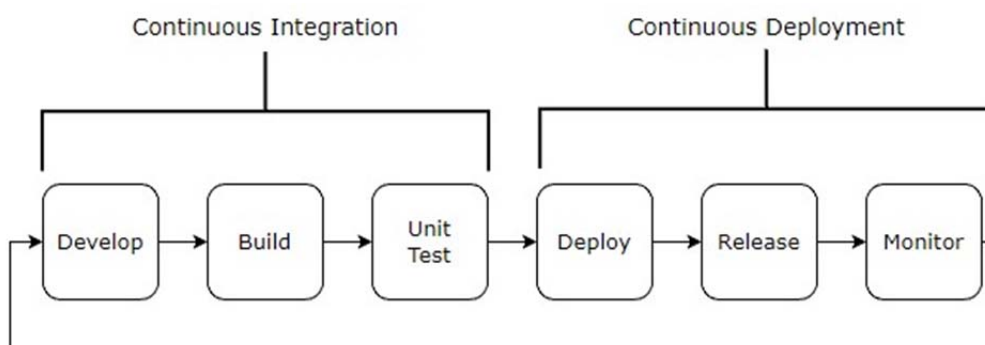 Continuous Integration
Continuous Deployment
Develop
Build
Unit
Test
Deploy
Release
Monitor